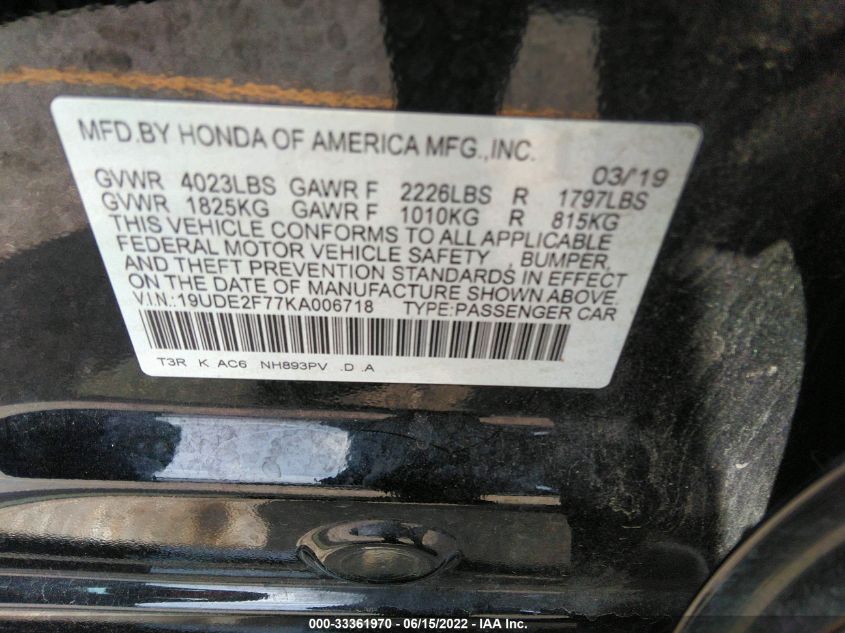 MFD.BY HONDA OF AMERICA MFG.,INC.
03/'19
GVWR 4023LBS GAWR F 2226LBS R 1797LBS
GVWR 1825KG GAWR F 1010KG R 815KG
THIS VEHICLE CONFORMS TO ALL APPLICABLE
FEDERAL MOTOR VEHICLE SAFETY , BUMPER,
AND THEFT PREVENTION STANDARDS IN EFFECT
ON THE DATE OF MANUFACTURE SHOWN ABOVE.
V.I.N.:19UDE2F77KA006718 TYPE:PASSENGER CAR
T3R K AC6 NH893PV .D .A
000-33361970 - 06/15/2022 - IAA Inc.